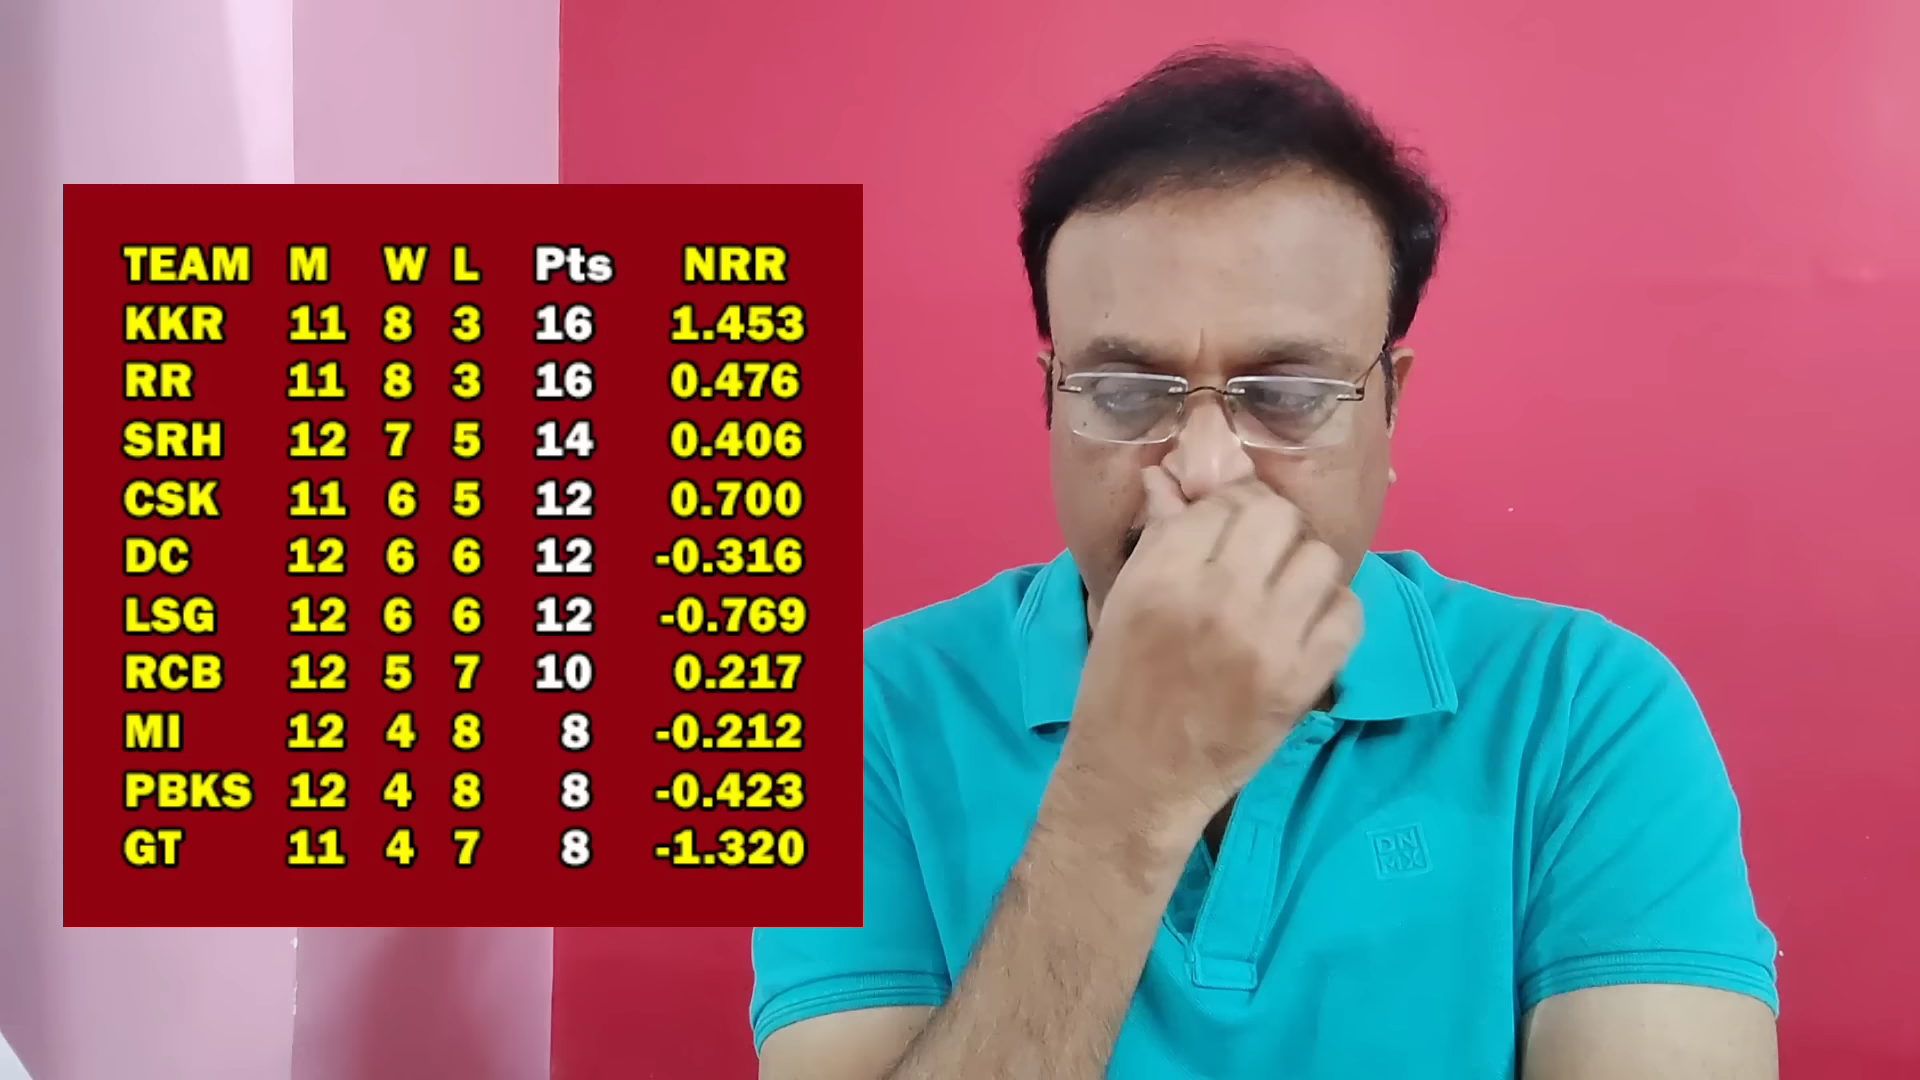 TEAM M W L Pts NRR
KKR 11 8 3 16 1.453
RR 11 8 3 16 0.476
SRH 12 7 5 14 0.406
CSK 11 6 5 12 0.700
DC 12 6 6 12 -0.316
LSG 12 6 6 12 -0.769
RCB 12 5 7 10 0.217
MI 12 4 8 8 -0.212
PBKS 12 4 8 8 -0.423
GT 11 4 7 8 -1.320
DN
MX